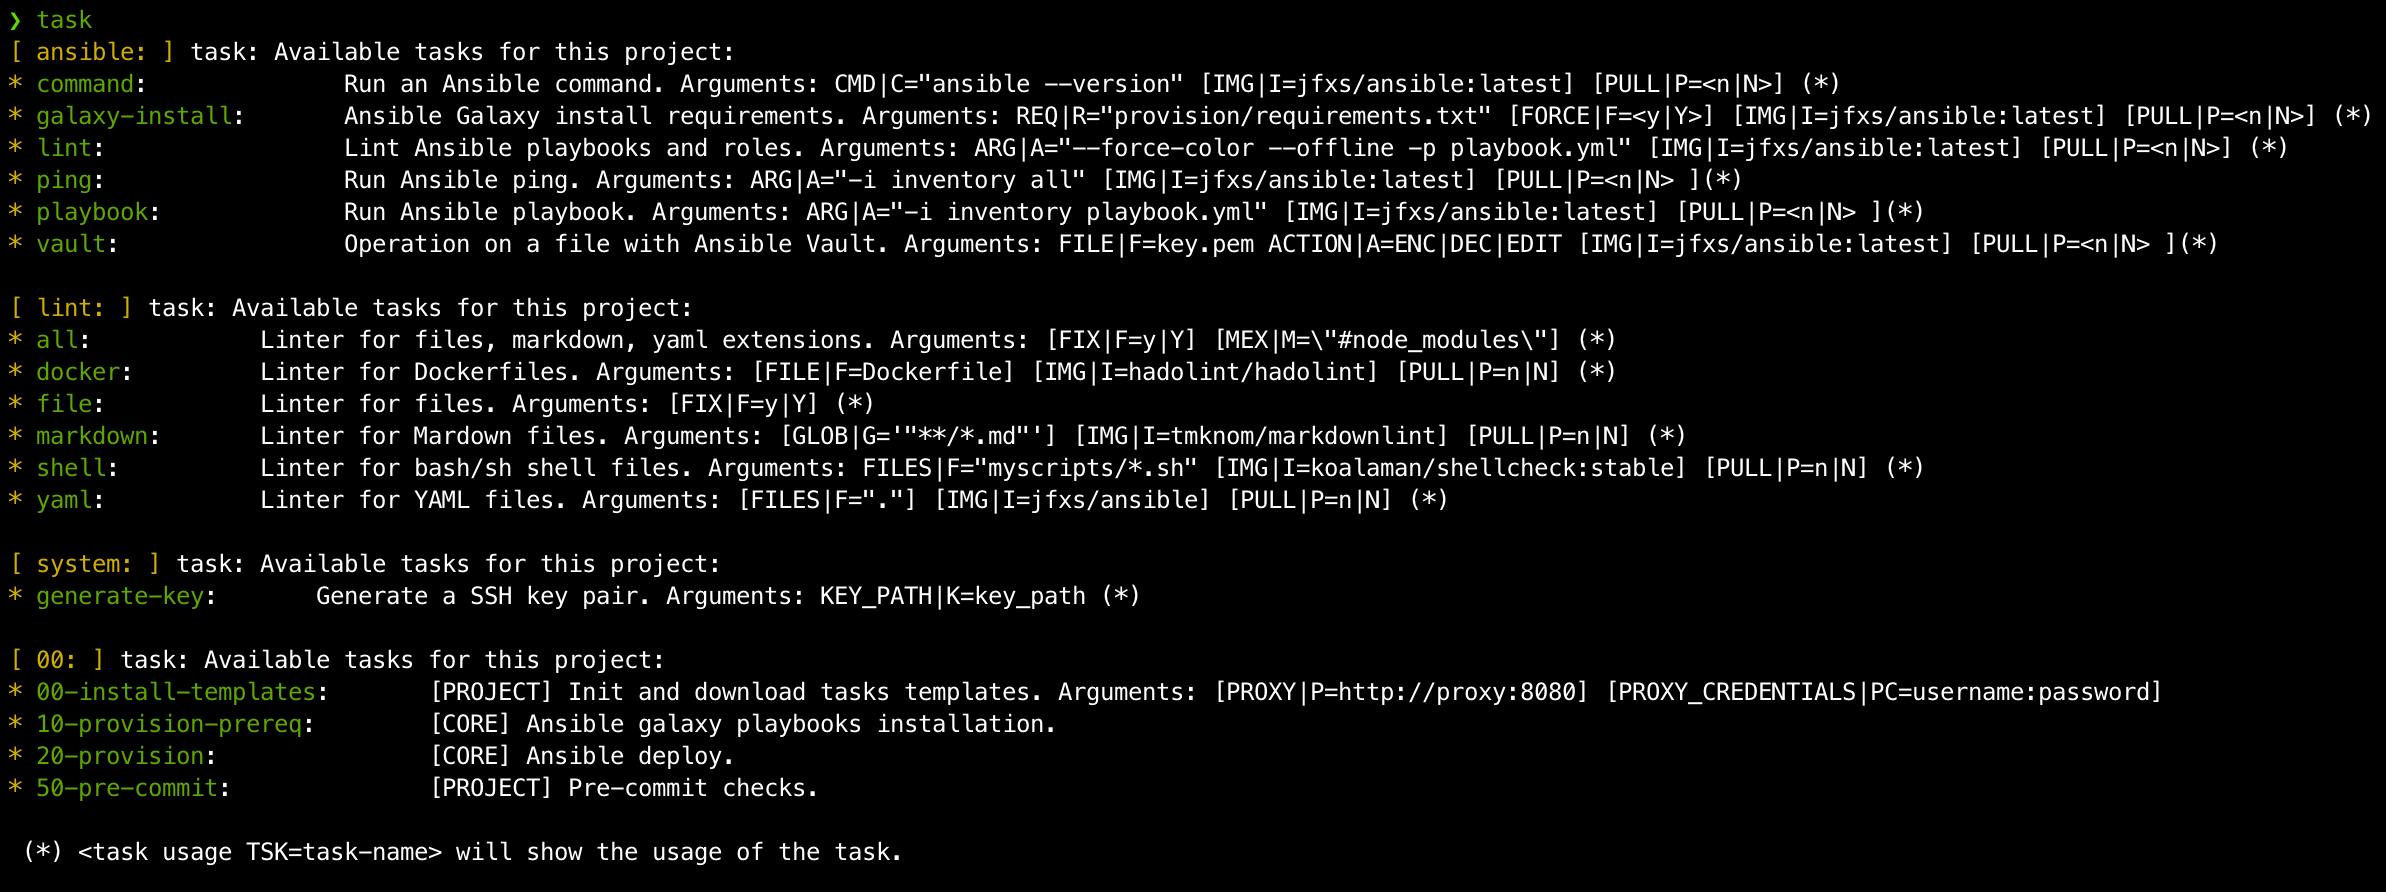 ❯ task
[ ansible: ] task: Available tasks for this project:
* command:              Run an Ansible command. Arguments: CMD|C="ansible --version" [IMG|I=jfxs/ansible:latest] [PULL|P=<n|N>] (*)
* galaxy-install:       Ansible Galaxy install requirements. Arguments: REQ|R="provision/requirements.txt" [FORCE|F=<y|Y>] [IMG|I=jfxs/ansible:latest] [PULL|P=<n|N>] (*)
* lint:                 Lint Ansible playbooks and roles. Arguments: ARG|A="--force-color --offline -p playbook.yml" [IMG|I=jfxs/ansible:latest] [PULL|P=<n|N>] (*)
* ping:                 Run Ansible ping. Arguments: ARG|A="-i inventory all" [IMG|I=jfxs/ansible:latest] [PULL|P=<n|N> ](*)
* playbook:             Run Ansible playbook. Arguments: ARG|A="-i inventory playbook.yml" [IMG|I=jfxs/ansible:latest] [PULL|P=<n|N> ](*)
* vault:                Operation on a file with Ansible Vault. Arguments: FILE|F=key.pem ACTION|A=ENC|DEC|EDIT [IMG|I=jfxs/ansible:latest] [PULL|P=<n|N> ](*)
[ lint: ] task: Available tasks for this project:
* all:            Linter for files, markdown, yaml extensions. Arguments: [FIX|F=y|Y] [MEX|M=\"#node_modules\"] (*)
* docker:         Linter for Dockerfiles. Arguments: [FILE|F=Dockerfile] [IMG|I=hadolint/hadolint] [PULL|P=n|N] (*)
* file:           Linter for files. Arguments: [FIX|F=y|Y] (*)
* markdown:       Linter for Mardown files. Arguments: [GLOB|G='"**/*.md"'] [IMG|I=tmknom/markdownlint] [PULL|P=n|N] (*)
* shell:          Linter for bash/sh shell files. Arguments: FILES|F="myscripts/*.sh" [IMG|I=koalaman/shellcheck:stable] [PULL|P=n|N] (*)
* yaml:           Linter for YAML files. Arguments: [FILES|F="."] [IMG|I=jfxs/ansible] [PULL|P=n|N] (*)
[ system: ] task: Available tasks for this project:
* generate-key:       Generate a SSH key pair. Arguments: KEY_PATH|K=key_path (*)
[ 00: ] task: Available tasks for this project:
* 00-install-templates:       [PROJECT] Init and download tasks templates. Arguments: [PROXY|P=http://proxy:8080] [PROXY_CREDENTIALS|PC=username:password]
* 10-provision-prereq:        [CORE] Ansible galaxy playbooks installation.
* 20-provision:               [CORE] Ansible deploy.
* 50-pre-commit:              [PROJECT] Pre-commit checks.
(*) <task usage TSK=task-name> will show the usage of the task.